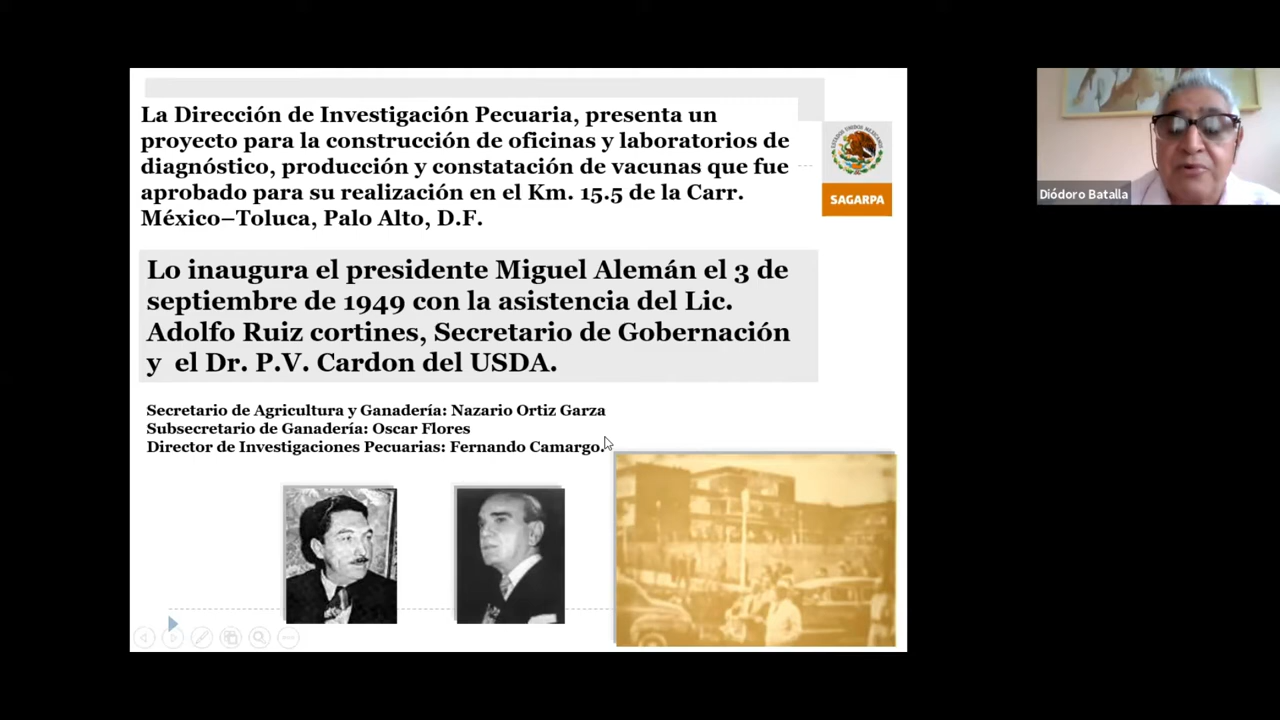 La Dirección de Investigación Pecuaria, presenta un
proyecto para la construcción de oficinas y laboratorios de
diagnóstico, producción y constatación de vacunas que fue
aprobado para su realización en el Km. 15.5 de la Carr.
México–Toluca, Palo Alto, D.F.
ESTADOS UNIDOS MEXICANOS
SAGARPA
Diódoro Batalla
Lo inaugura el presidente Miguel Alemán el 3 de
septiembre de 1949 con la asistencia del Lic.
Adolfo Ruiz cortines, Secretario de Gobernación
y el Dr. P.V. Cardon del USDA.
Secretario de Agricultura y Ganadería: Nazario Ortiz Garza
Subsecretario de Ganadería: Oscar Flores
Director de Investigaciones Pecuarias: Fernando Camargo.